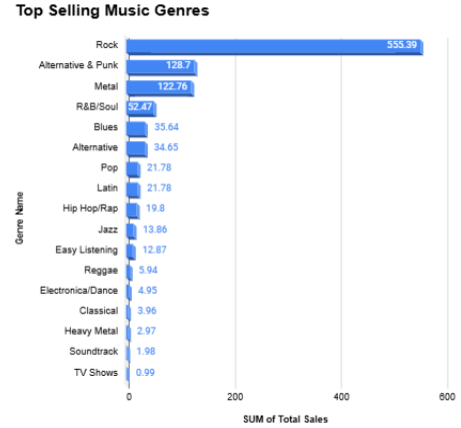 Top Selling Music Genres
Rock 555.39
Alternative & Punk 128.7
Metal 122.76
R&B/Soul 52.47
Blues 35.64
Alternative 34.65
Pop 21.78
Latin 21.78
Hip Hop/Rap 19.8
Jazz 13.86
Easy Listening 12.87
Reggae 5.94
Electronica/Dance 4.95
Classical 3.96
Heavy Metal 2.97
Soundtrack 1.98
TV Shows 0.99
Genre Name
0 200 400 600
SUM of Total Sales